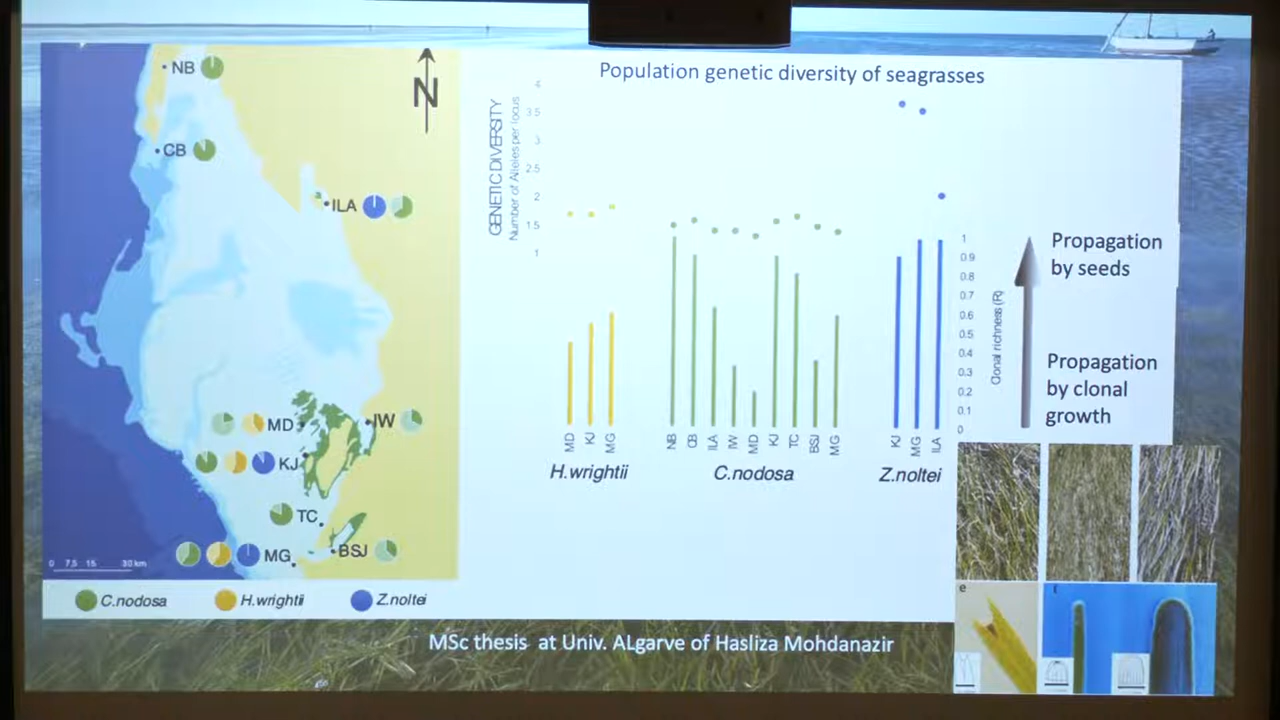 Population genetic diversity of seagrasses
NB
CB
ILA
MD
IW
KJ
TC
MG
BSJ
N
0 7,5 15 30 km
C.nodosa
H.wrightii
Z.noltei
GENETIC DIVERSITY
Number of Alleles per locus
4
3.5
3
2.5
2
1.5
1
MD
KJ
MG
H.wrightii
NB
CB
ILA
IW
MD
KJ
TC
BSJ
MG
C.nodosa
KJ
MG
ILA
Z.noltei
1
0.9
0.8
0.7
0.6
0.5
0.4
0.3
0.2
0.1
0
Clonal richness (R)
Propagation
by seeds
Propagation
by clonal
growth
e
f
MSc thesis at Univ. ALgarve of Hasliza Mohdanazir